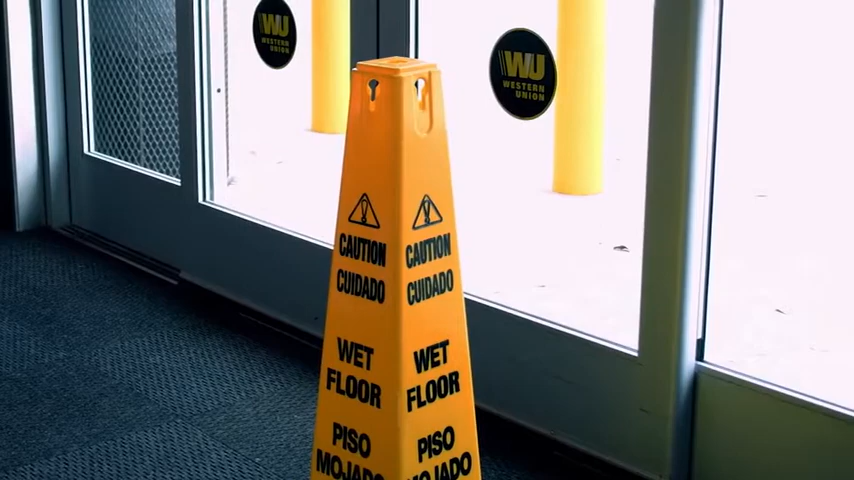 WU
WESTERN
UNION
WU
WESTERN
UNION
CAUTION
CUIDADO
WET
FLOOR
PISO
MOJADO
CAUTION
CUIDADO
WET
FLOOR
PISO
MOJADO